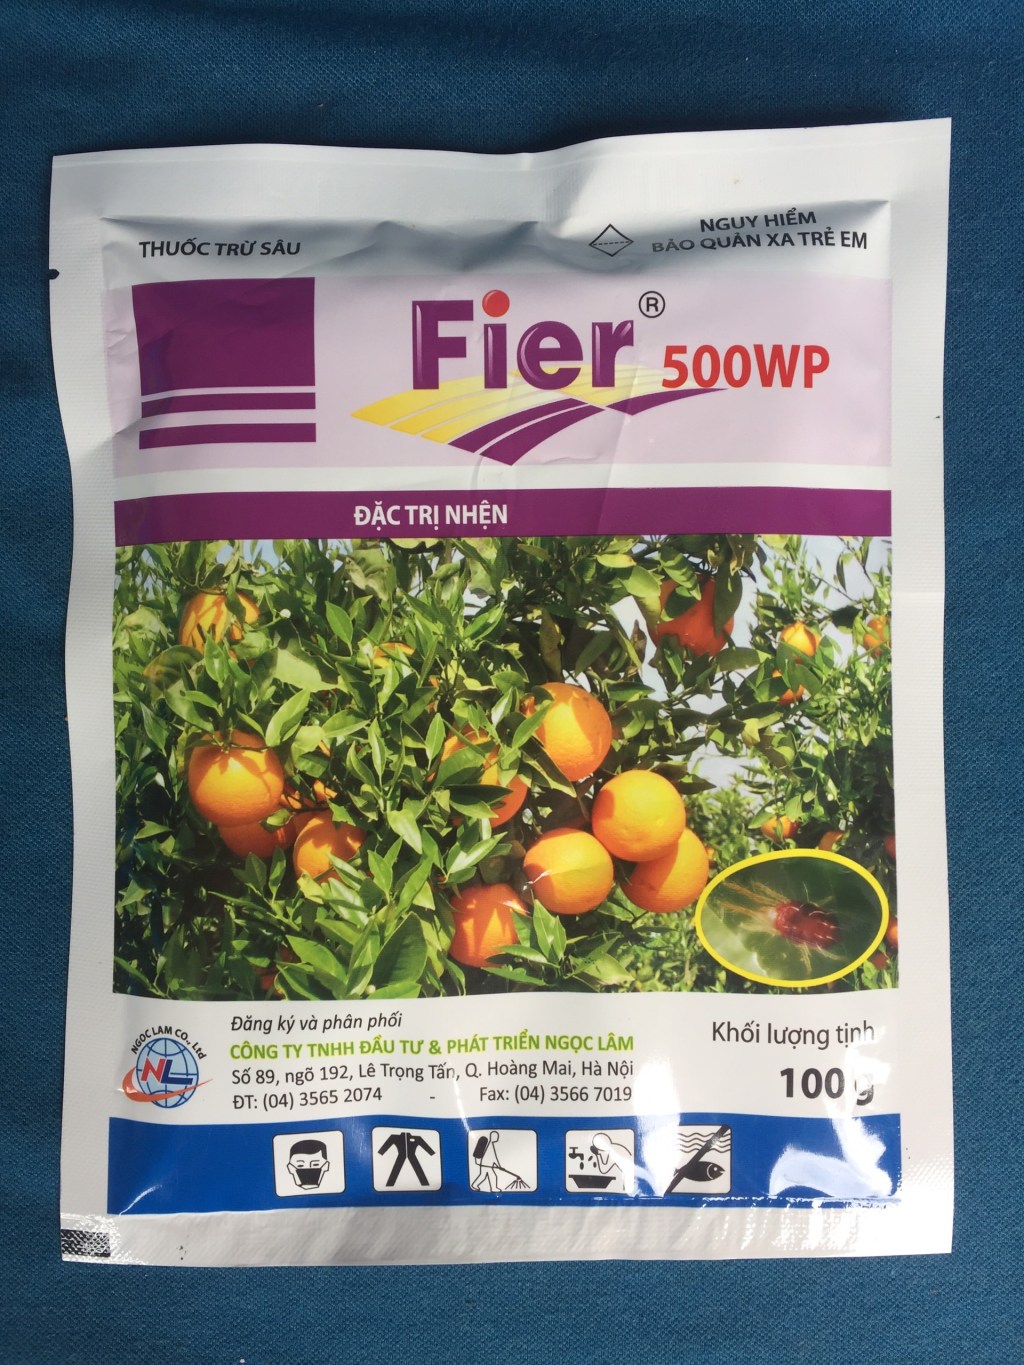 THUỐC TRỪ SÂU
NGUY HIỂM
BẢO QUẢN XA TRẺ EM
Fier®
500WP
ĐẶC TRỊ NHỆN
NGOC LAM CO., Ltd
NL
Đăng ký và phân phối
CÔNG TY TNHH ĐẦU TƯ & PHÁT TRIỂN NGỌC LÂM
Số 89, ngõ 192, Lê Trọng Tấn, Q. Hoàng Mai, Hà Nội
ĐT: (04) 3565 2074 - Fax: (04) 3566 7019
Khối lượng tịnh
100 g